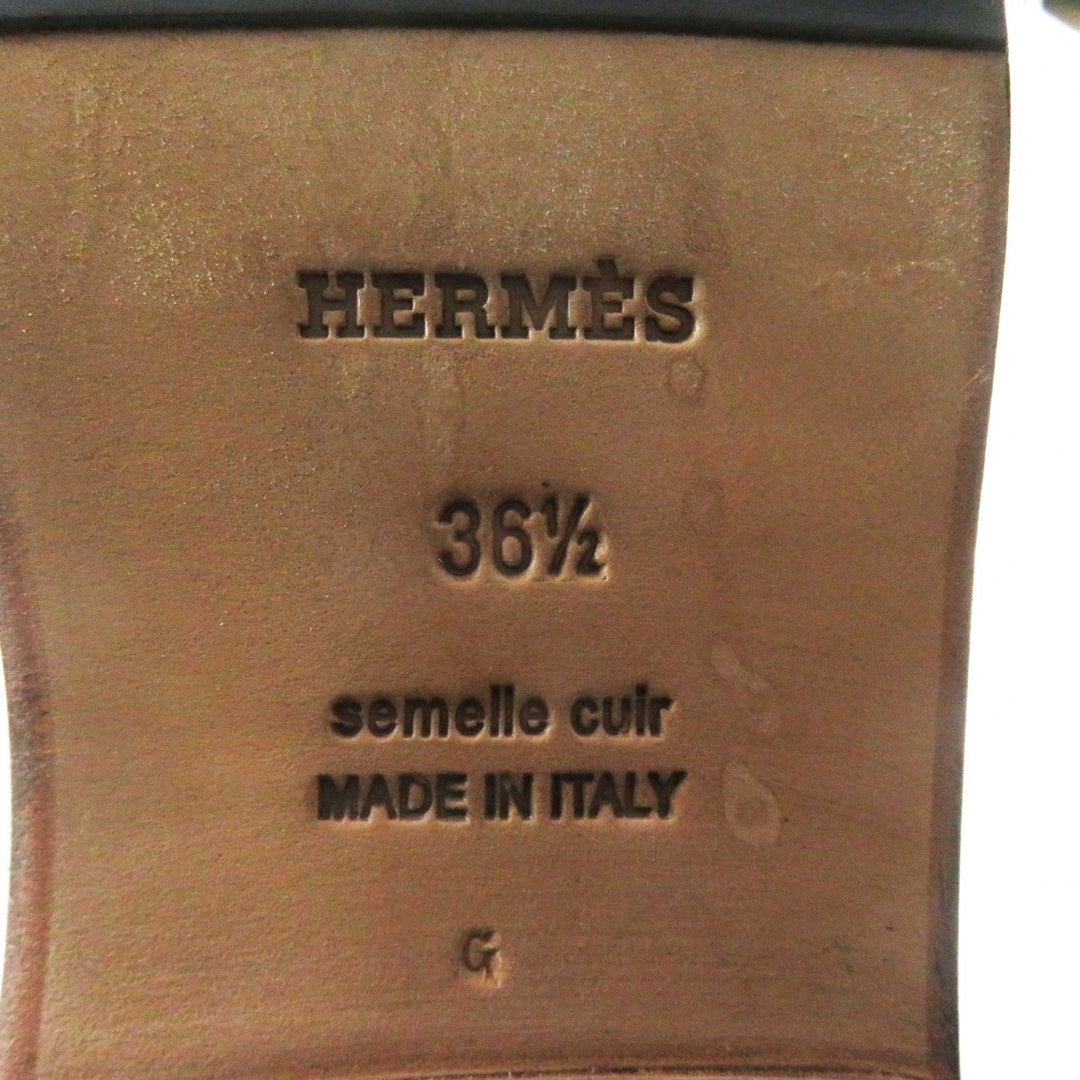 HERMÈS
36½
semelle cuir
MADE IN ITALY
G